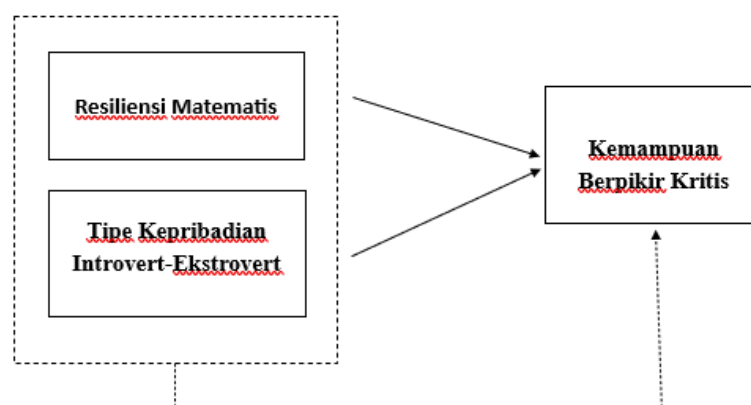 Resiliensi Matematis
Tipe Kepribadian
Introvert-Ekstrovert
Kemampuan
Berpikir Kritis